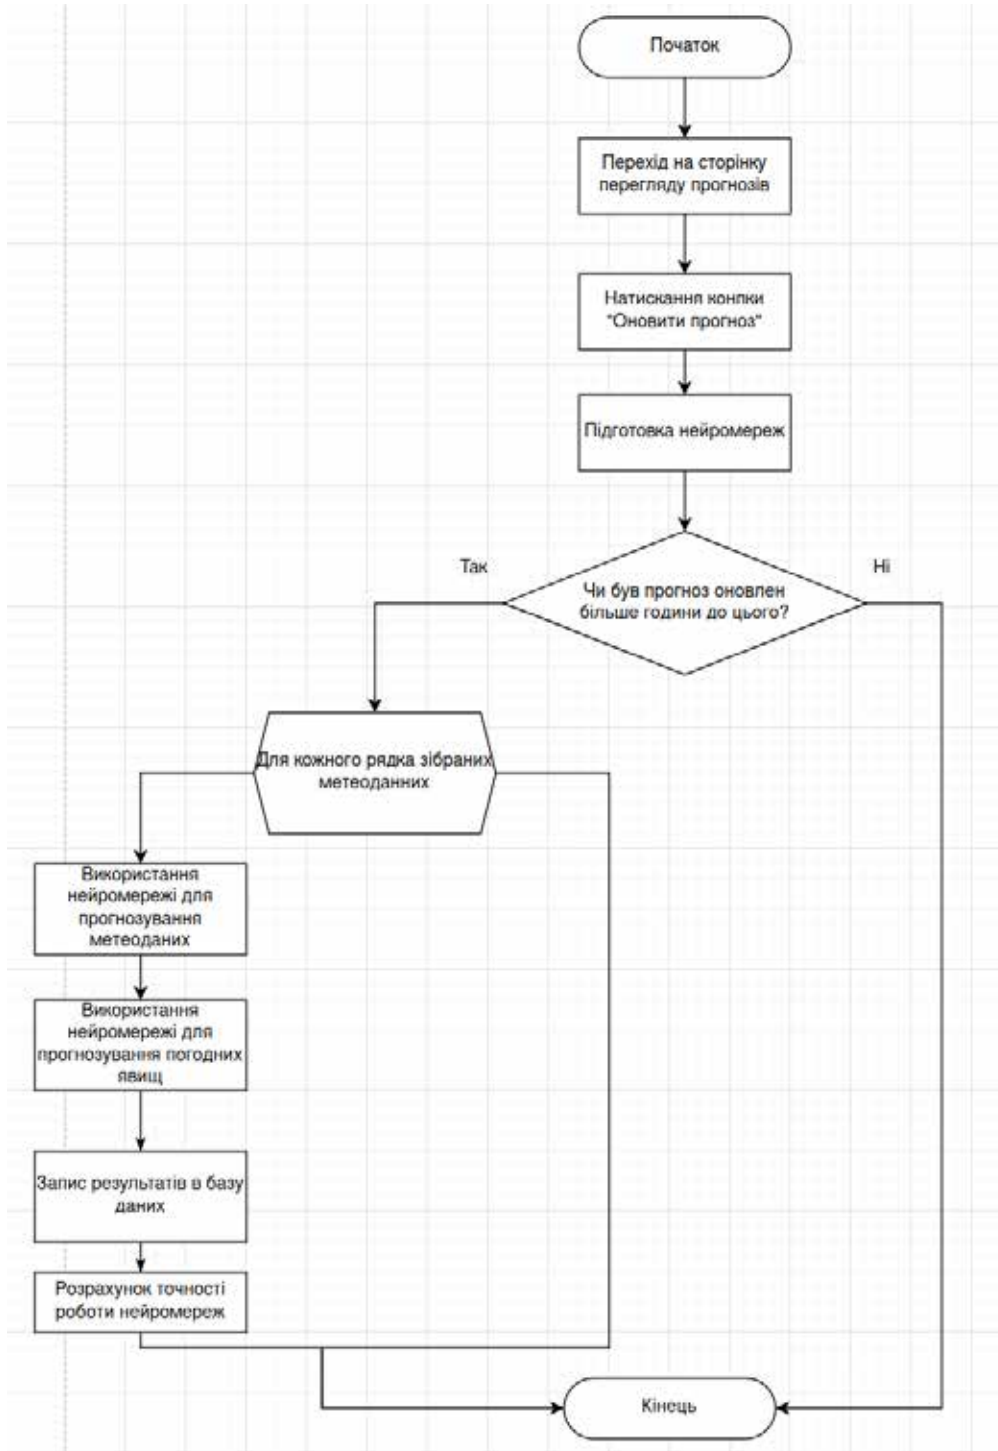 Початок
Перехід на сторінку
перегляду прогнозів
Натискання конпки
"Оновити прогноз"
Підготовка нейромереж
Так
Ні
Чи був прогноз оновлен
більше години до цього?
Для кожного рядка зібраних
метеоданних
Використання
нейромережі для
прогнозування
метеоданих
Використання
нейромережі для
прогнозування погодних
явищ
Запис результатів в базу
даних
Розрахунок точності
роботи нейромереж
Кінець